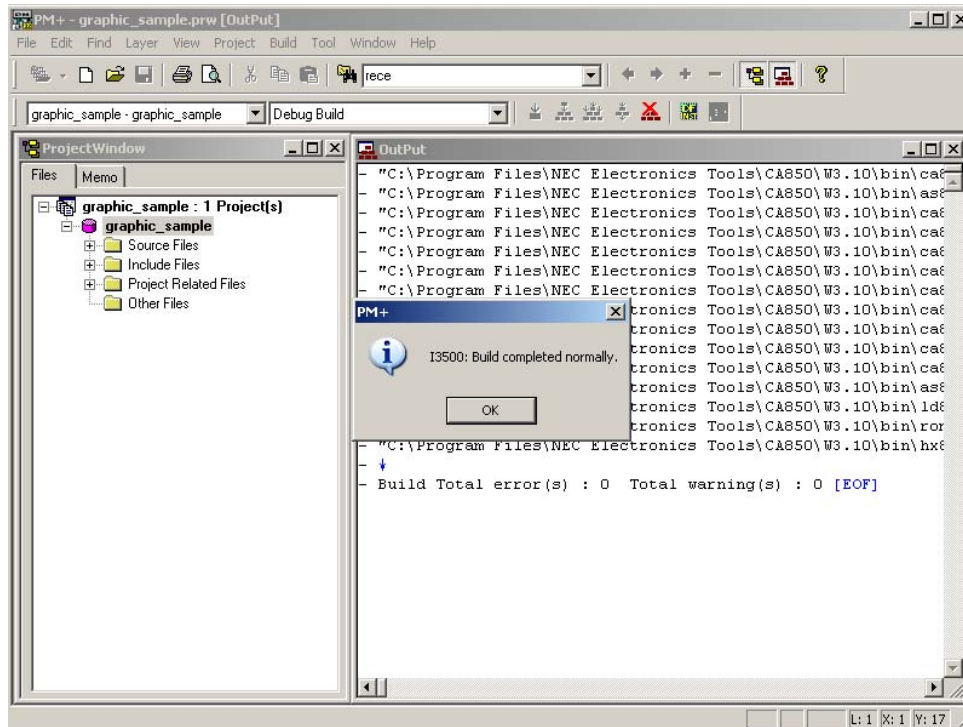 PM+ - graphic_sample.prw [OutPut]
File Edit Find Layer View Project Build Tool Window Help
rece
graphic_sample - graphic_sample Debug Build
ProjectWindow
Files Memo
graphic_sample : 1 Project(s)
graphic_sample
Source Files
Include Files
Project Related Files
Other Files
OutPut
- "C:\Program Files\NEC Electronics Tools\CA850\W3.10\bin\ca8
- "C:\Program Files\NEC Electronics Tools\CA850\W3.10\bin\as8
- "C:\Program Files\NEC Electronics Tools\CA850\W3.10\bin\ca8
- "C:\Program Files\NEC Electronics Tools\CA850\W3.10\bin\ca8
- "C:\Program Files\NEC Electronics Tools\CA850\W3.10\bin\ca8
- "C:\Program Files\NEC Electronics Tools\CA850\W3.10\bin\ca8
- "C:\Program Files\NEC Electronics Tools\CA850\W3.10\bin\ca8
tronics Tools\CA850\W3.10\bin\ca8
tronics Tools\CA850\W3.10\bin\ca8
tronics Tools\CA850\W3.10\bin\ca8
tronics Tools\CA850\W3.10\bin\ca8
tronics Tools\CA850\W3.10\bin\as8
tronics Tools\CA850\W3.10\bin\ld8
tronics Tools\CA850\W3.10\bin\rom
- "C:\Program Files\NEC Electronics Tools\CA850\W3.10\bin\hx8
- ↓
- Build Total error(s) : 0 Total warning(s) : 0 [EOF]
PM+
I3500: Build completed normally.
OK
L: 1 X: 1 Y: 17